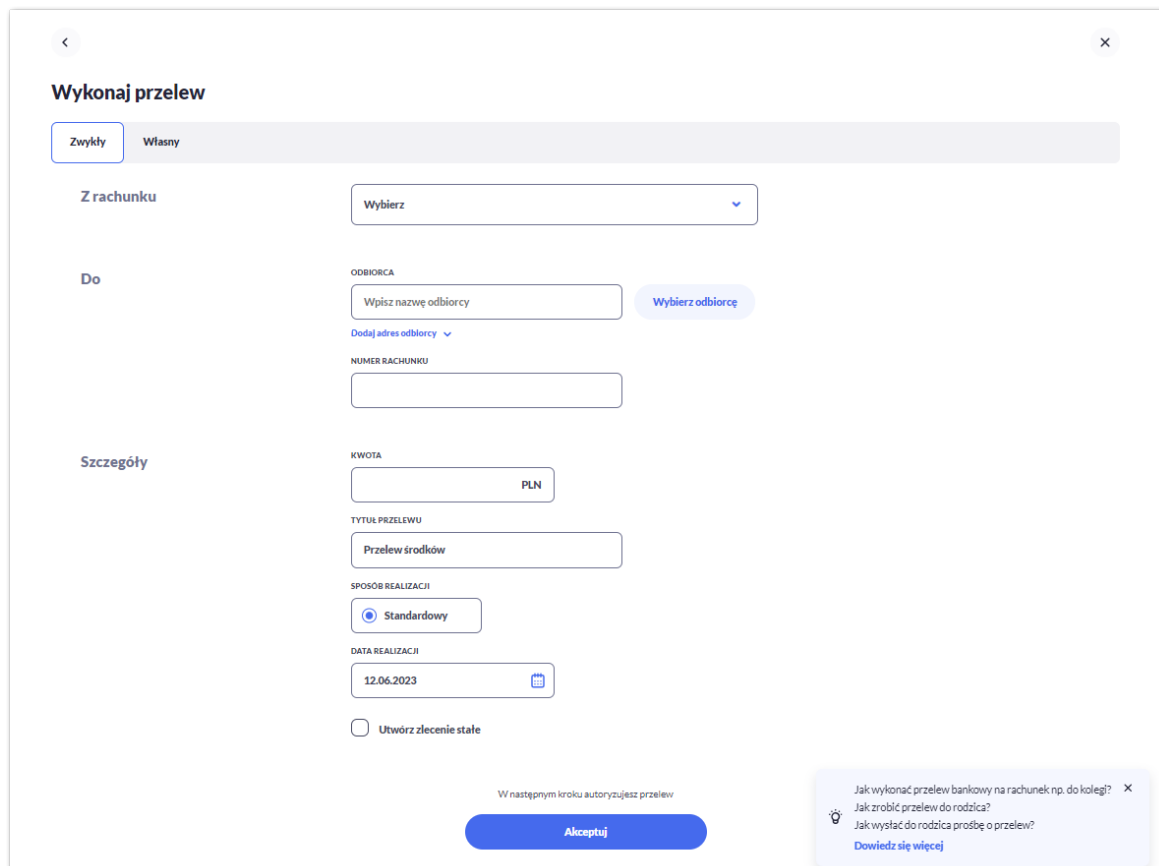 Wykonaj przelew
Zwykły
Własny
Z rachunku
Wybierz
Do
ODBIORCA
Wpisz nazwę odbiorcy
Wybierz odbiorcę
Dodaj adres odbiorcy
NUMER RACHUNKU
Szczegóły
KWOTA
PLN
TYTUŁ PRZELEWU
Przelew środków
SPOSÓB REALIZACJI
Standardowy
DATA REALIZACJI
12.06.2023
Utwórz zlecenie stałe
W następnym kroku autoryzujesz przelew
Akceptuj
Jak wykonać przelew bankowy na rachunek np. do kolegi?
Jak zrobić przelew do rodzica?
Jak wysłać do rodzica prośbę o przelew?
Dowiedz się więcej